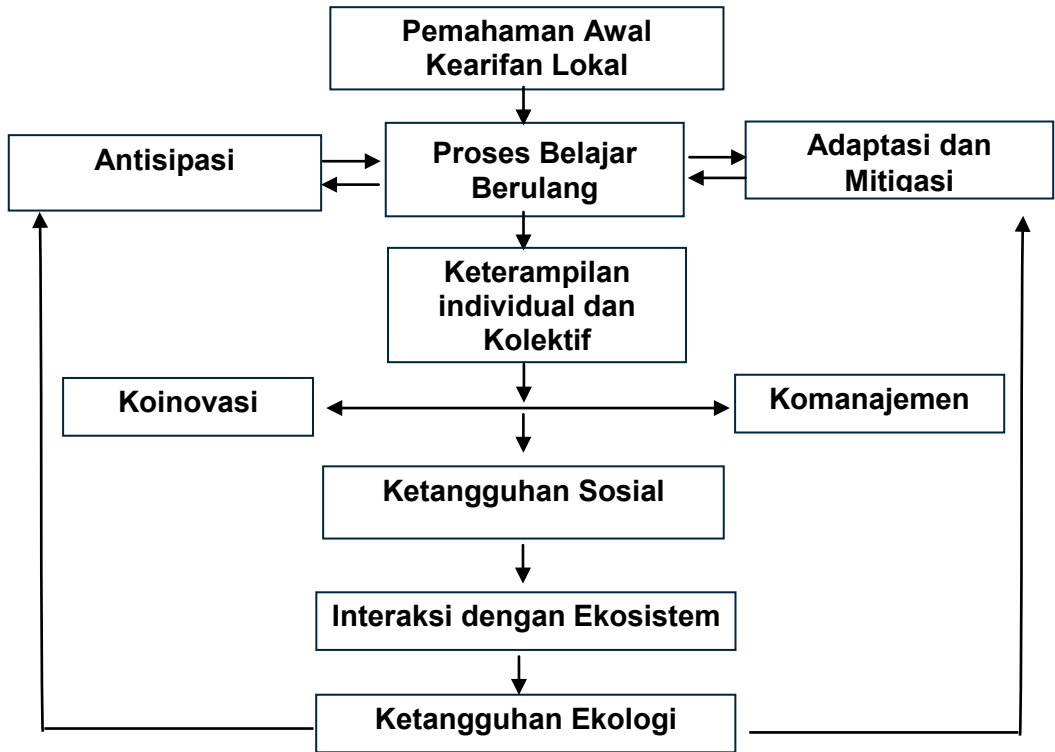 Pemahaman Awal
Kearifan Lokal
Antisipasi
Proses Belajar
Berulang
Adaptasi dan
Mitigasi
Keterampilan
individual dan
Kolektif
Koinovasi
Komanajemen
Ketangguhan Sosial
Interaksi dengan Ekosistem
Ketangguhan Ekologi